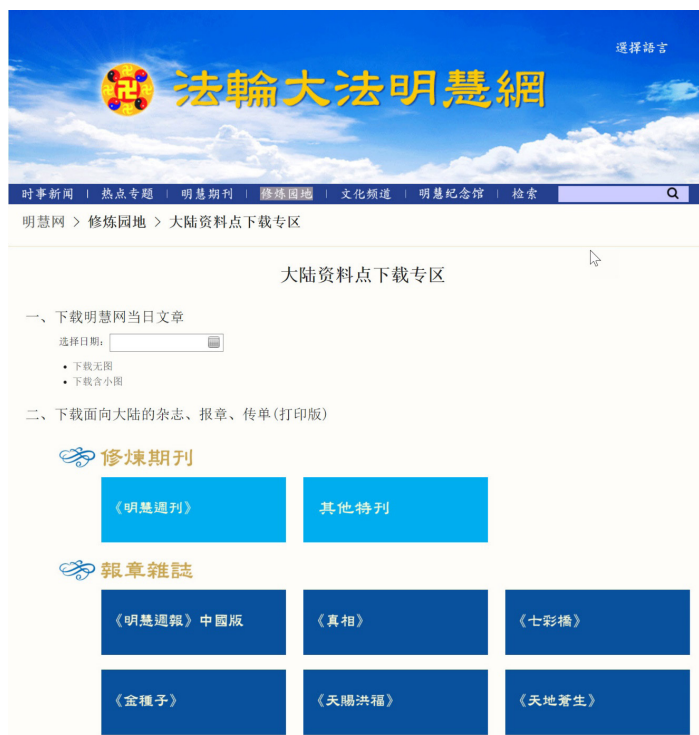 選擇語言
法輪大法明慧網
时事新闻 | 热点专题 | 明慧期刊 | 修炼园地 | 文化频道 | 明慧纪念馆 | 检索
明慧网 > 修炼园地 > 大陆资料点下载专区
大陆资料点下载专区
一、下载明慧网当日文章
选择日期:
• 下载无图
• 下载含小图
二、下载面向大陆的杂志、报章、传单(打印版)
修煉期刊
《明慧週刊》 其他特刊
報章雜誌
《明慧週報》中國版 《真相》 《七彩橋》
《金種子》 《天賜洪福》 《天地蒼生》